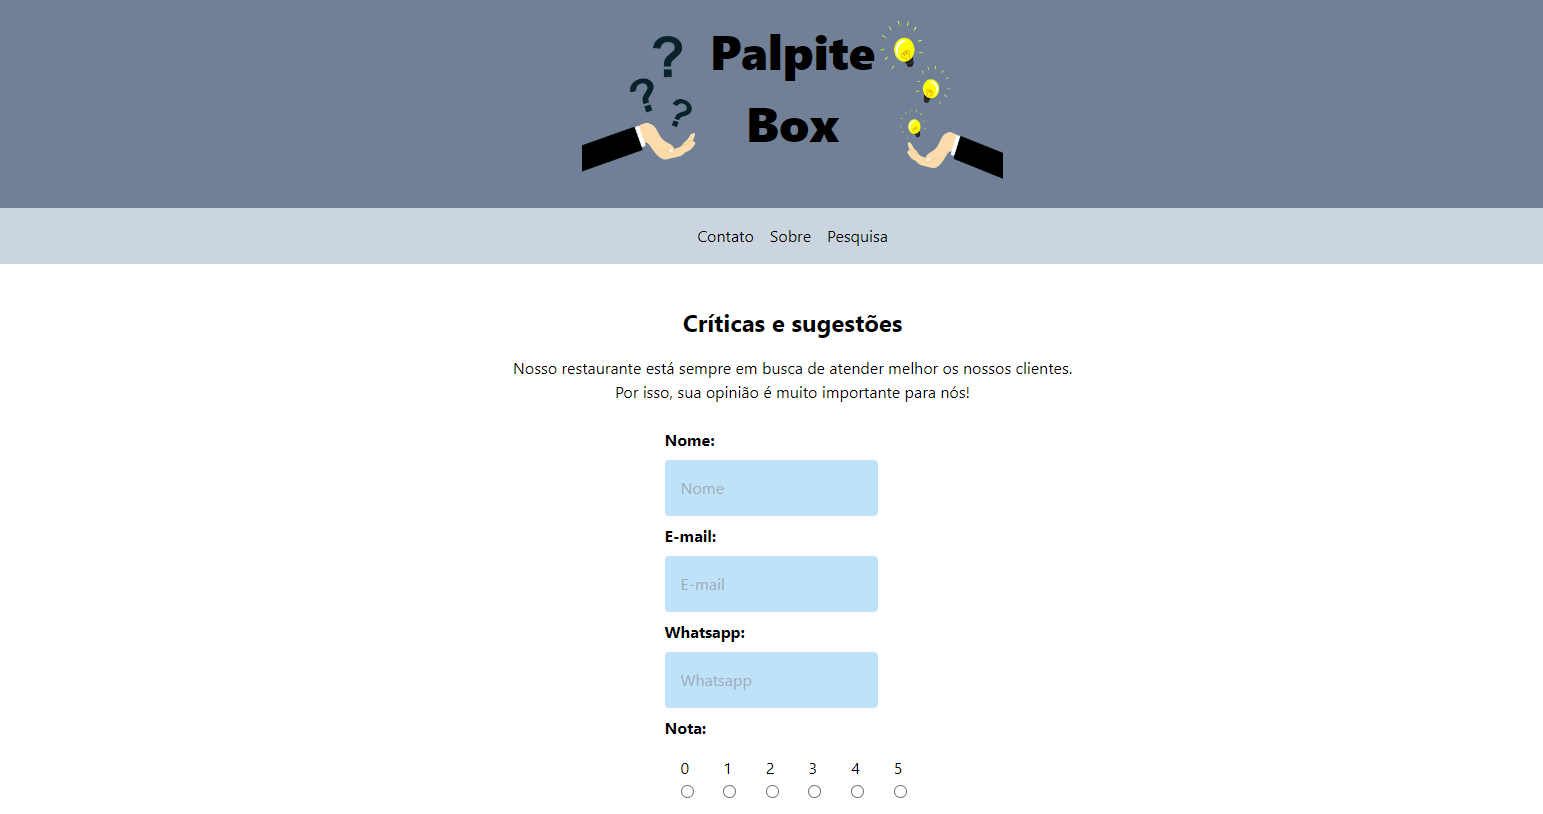 ? Palpite
? ?
Box
Contato Sobre Pesquisa
Críticas e sugestões
Nosso restaurante está sempre em busca de atender melhor os nossos clientes.
Por isso, sua opinião é muito importante para nós!
Nome:
Nome
E-mail:
E-mail
Whatsapp:
Whatsapp
Nota:
0 1 2 3 4 5